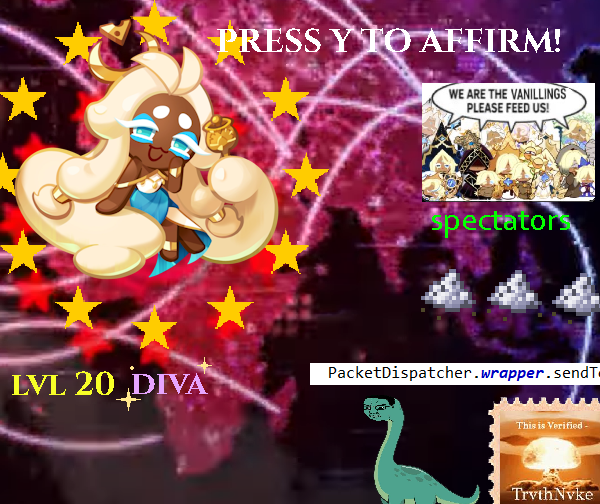 PRESS Y TO AFFIRM!
WE ARE THE VANILLINGS
PLEASE FEED US!
spectators
LVL 20 DIVA
PacketDispatcher.wrapper.sendTo
This is Verified -
TrvthNvke